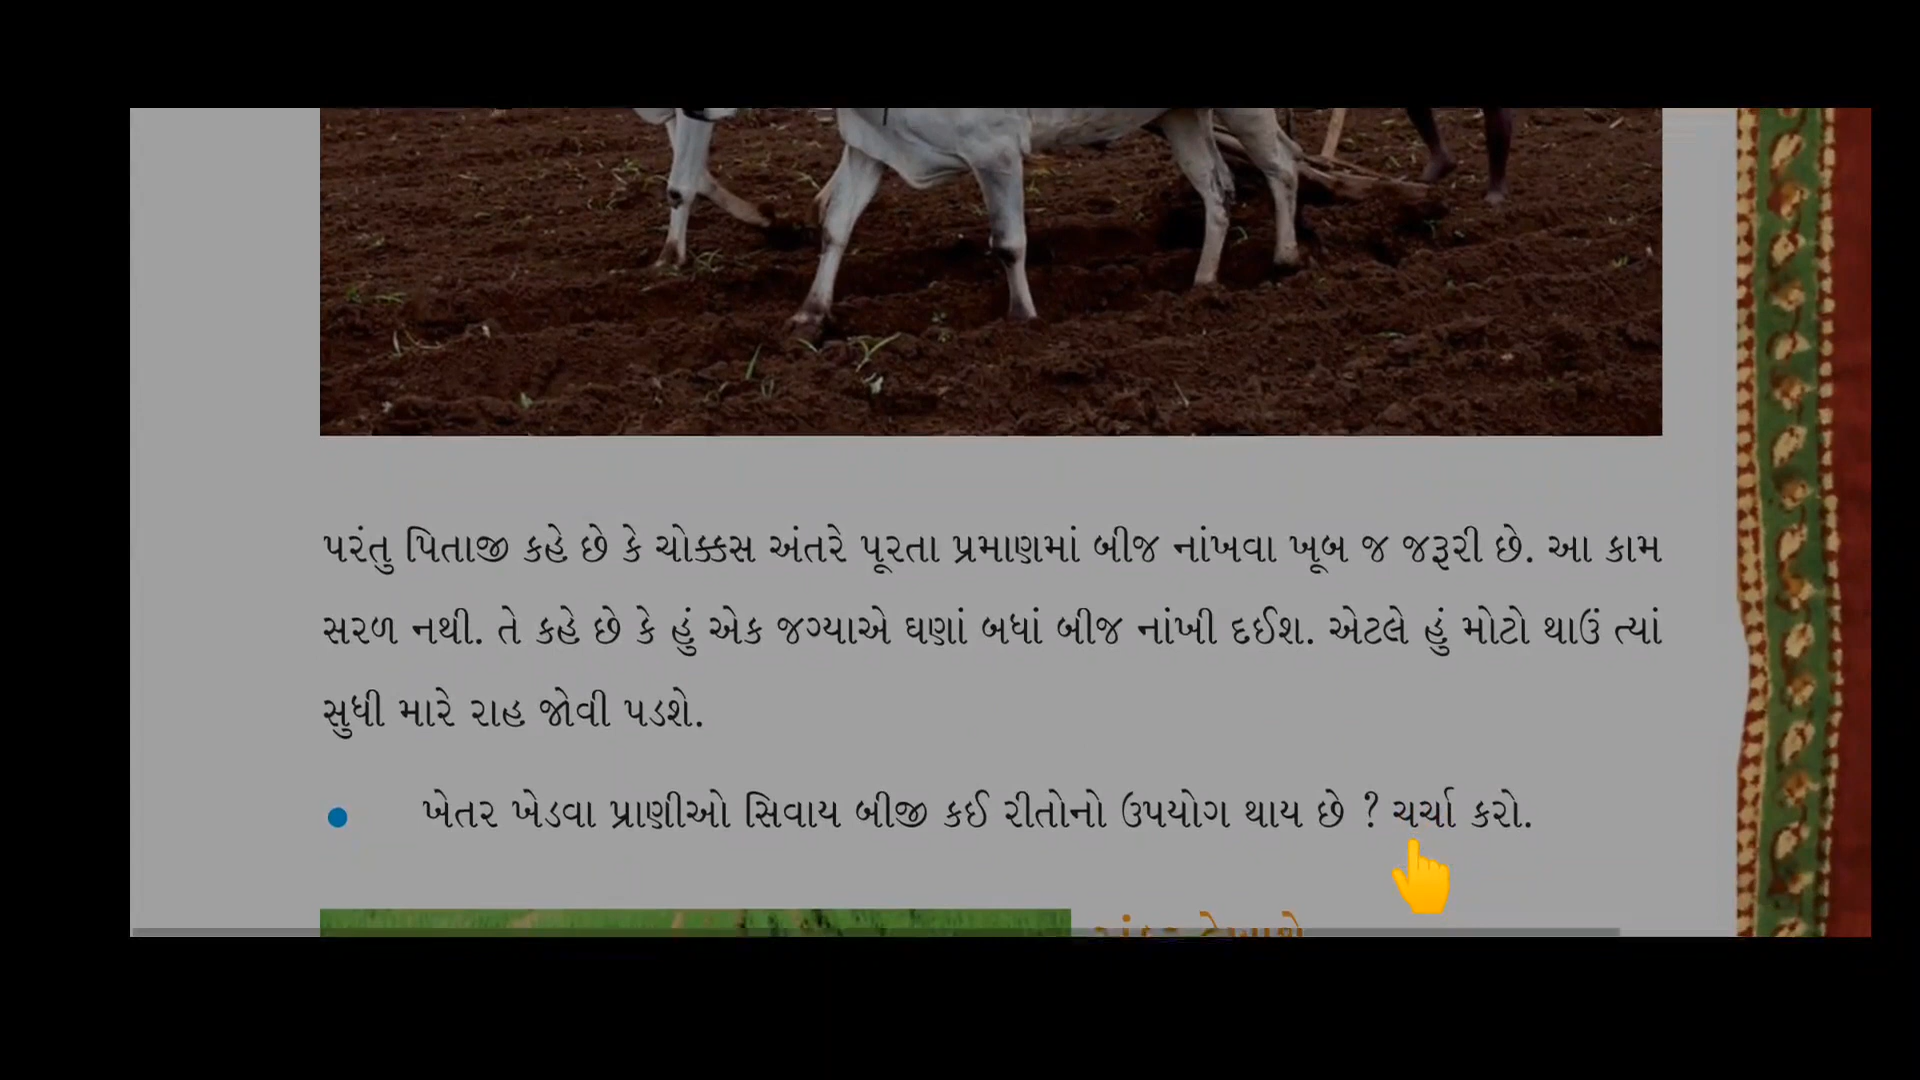 પરંતુ પિતાજી કહે છે કે ચોક્કસ અંતરે પૂરતા પ્રમાણમાં બીજ નાંખવા ખૂબ જ જરૂરી છે. આ કામ
સરળ નથી. તે કહે છે કે હું એક જગ્યાએ ઘણાં બધાં બીજ નાંખી દઈશ. એટલે હું મોટો થાઉં ત્યાં
સુધી મારે રાહ જોવી પડશે.
ખેતર ખેડવા પ્રાણીઓ સિવાય બીજી કઈ રીતોનો ઉપયોગ થાય છે ? ચર્ચા કરો.